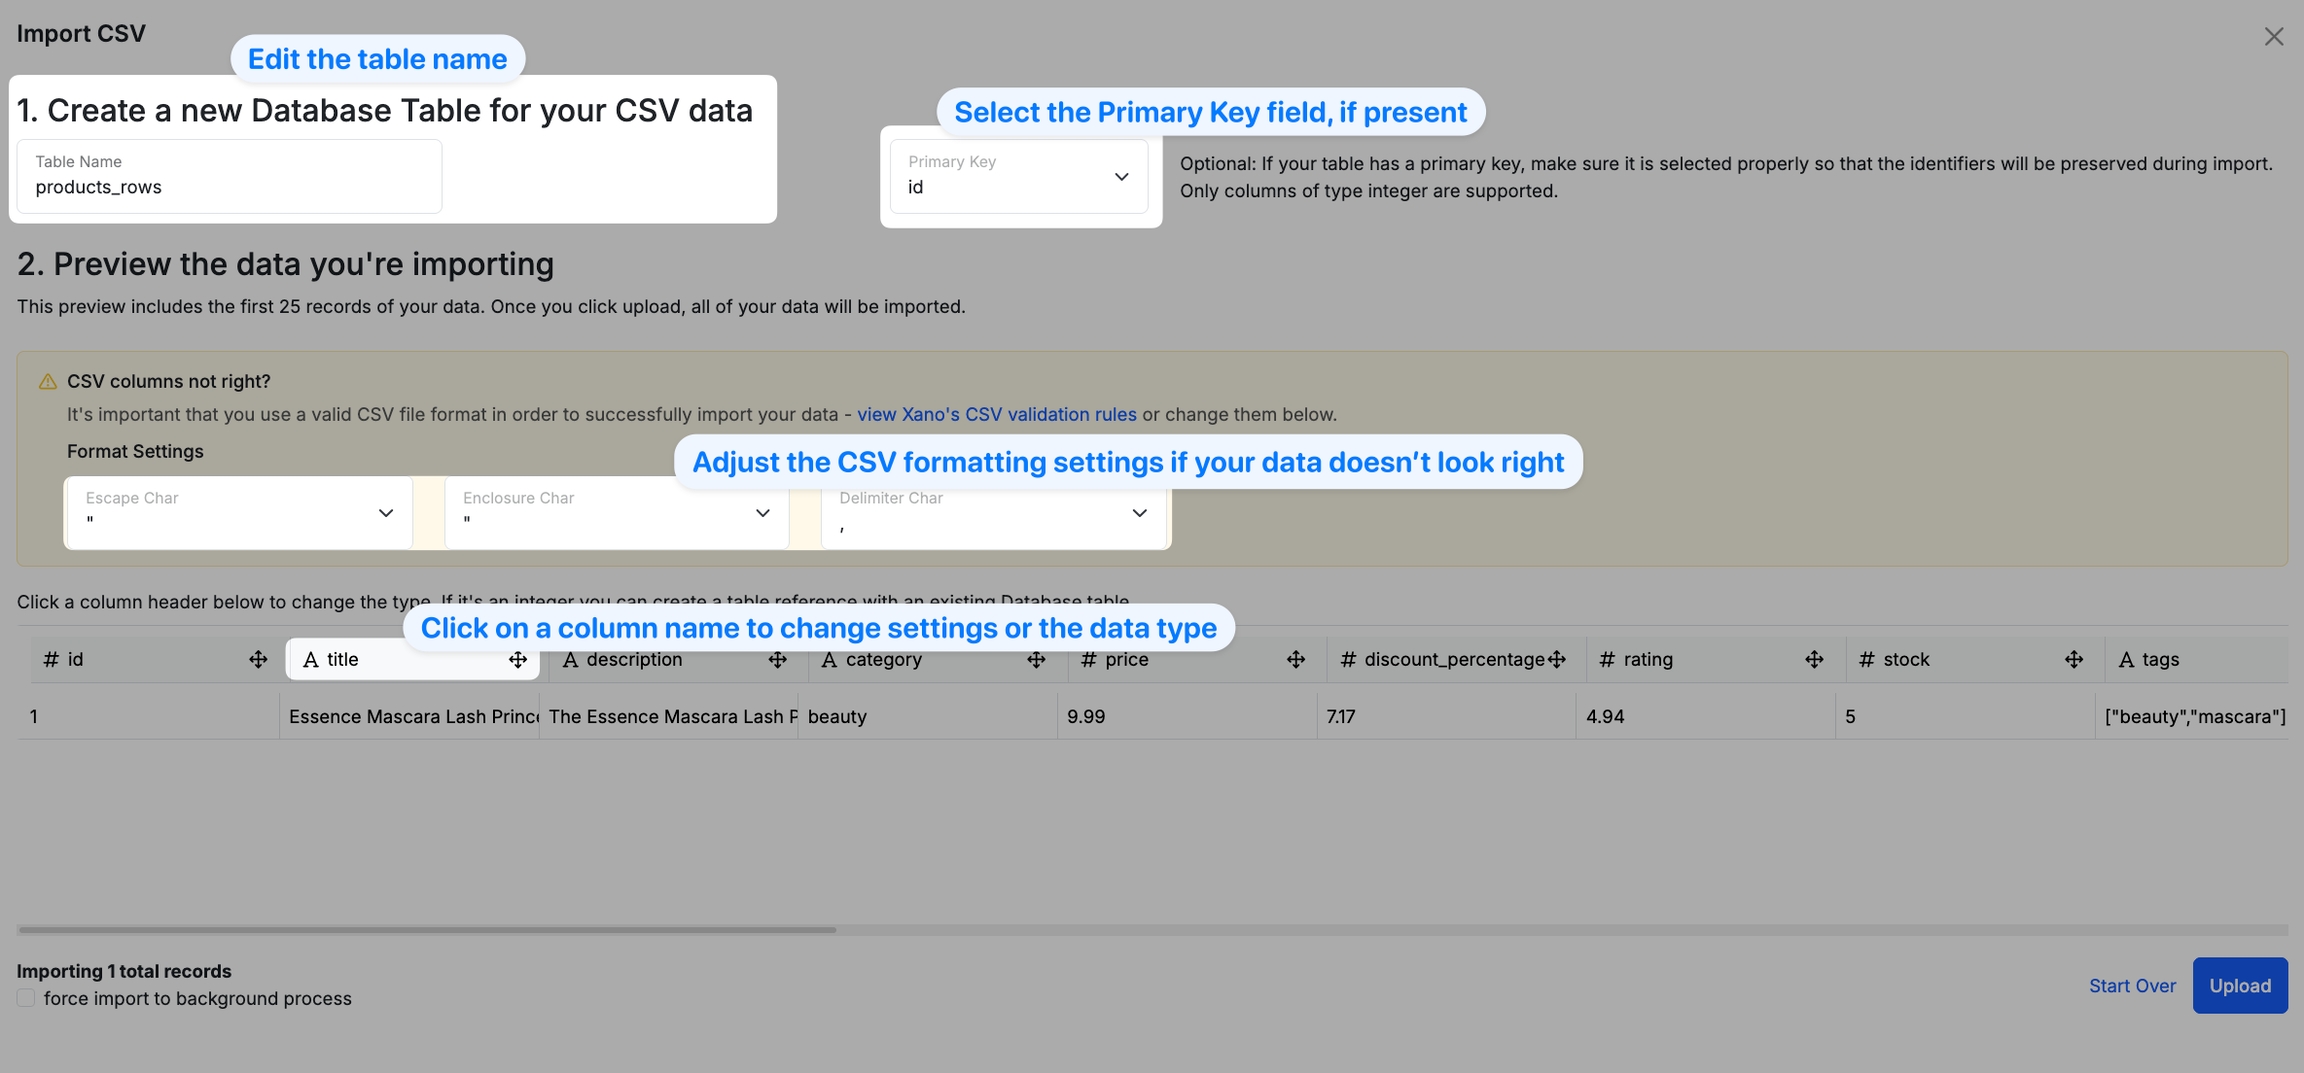 Import CSV
Edit the table name
1. Create a new Database Table for your CSV data
Select the Primary Key field, if present
Table Name
products_rows
Primary Key
id
Optional: If your table has a primary key, make sure it is selected properly so that the identifiers will be preserved during import.
Only columns of type integer are supported.
2. Preview the data you're importing
This preview includes the first 25 records of your data. Once you click upload, all of your data will be imported.
CSV columns not right?
It's important that you use a valid CSV file format in order to successfully import your data - view Xano's CSV validation rules or change them below.
Format Settings
Adjust the CSV formatting settings if your data doesn't look right
Escape Char
"
Enclosure Char
"
Delimiter Char
,
Click a column header below to change the type. If it's an integer you can create a table reference with an existing Database table
Click on a column name to change settings or the data type
# id
A title
A description
A category
# price
# discount_percentage
# rating
# stock
A tags
1
Essence Mascara Lash Princ
The Essence Mascara Lash P
beauty
9.99
7.17
4.94
5
["beauty","mascara"]
Importing 1 total records
force import to background process
Start Over
Upload